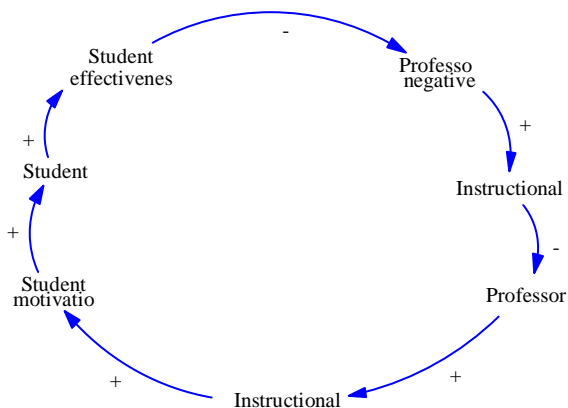 -
Student
effectivenes
Professo
negative
+
+
Student
Instructional
+
-
Student
motivatio
Professor
+
+
Instructional